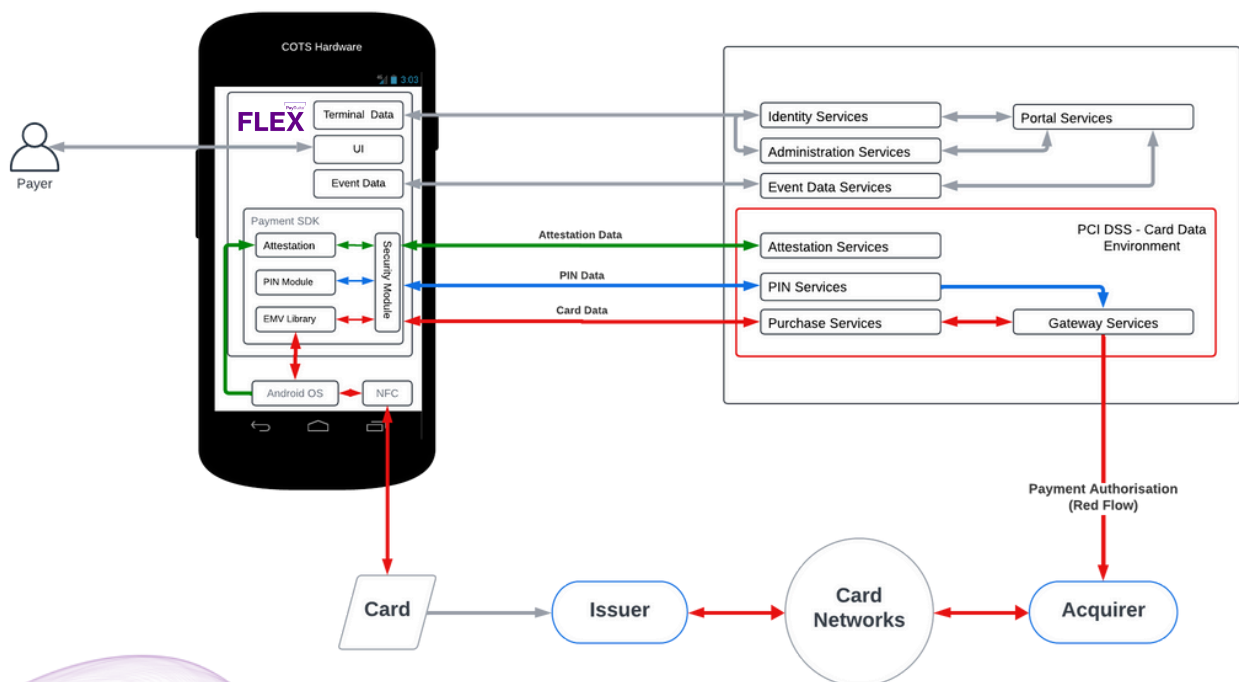 COTS Hardware
3:03
FLEX
Terminal Data
UI
Event Data
Payer
Payment SDK
Attestation
PIN Module
EMV Library
Security Module
Android OS
NFC
Attestation Data
PIN Data
Card Data
Identity Services
Portal Services
Administration Services
Event Data Services
PCI DSS - Card Data
Environment
Attestation Services
PIN Services
Purchase Services
Gateway Services
Payment Authorisation
(Red Flow)
Card
Issuer
Card
Networks
Acquirer